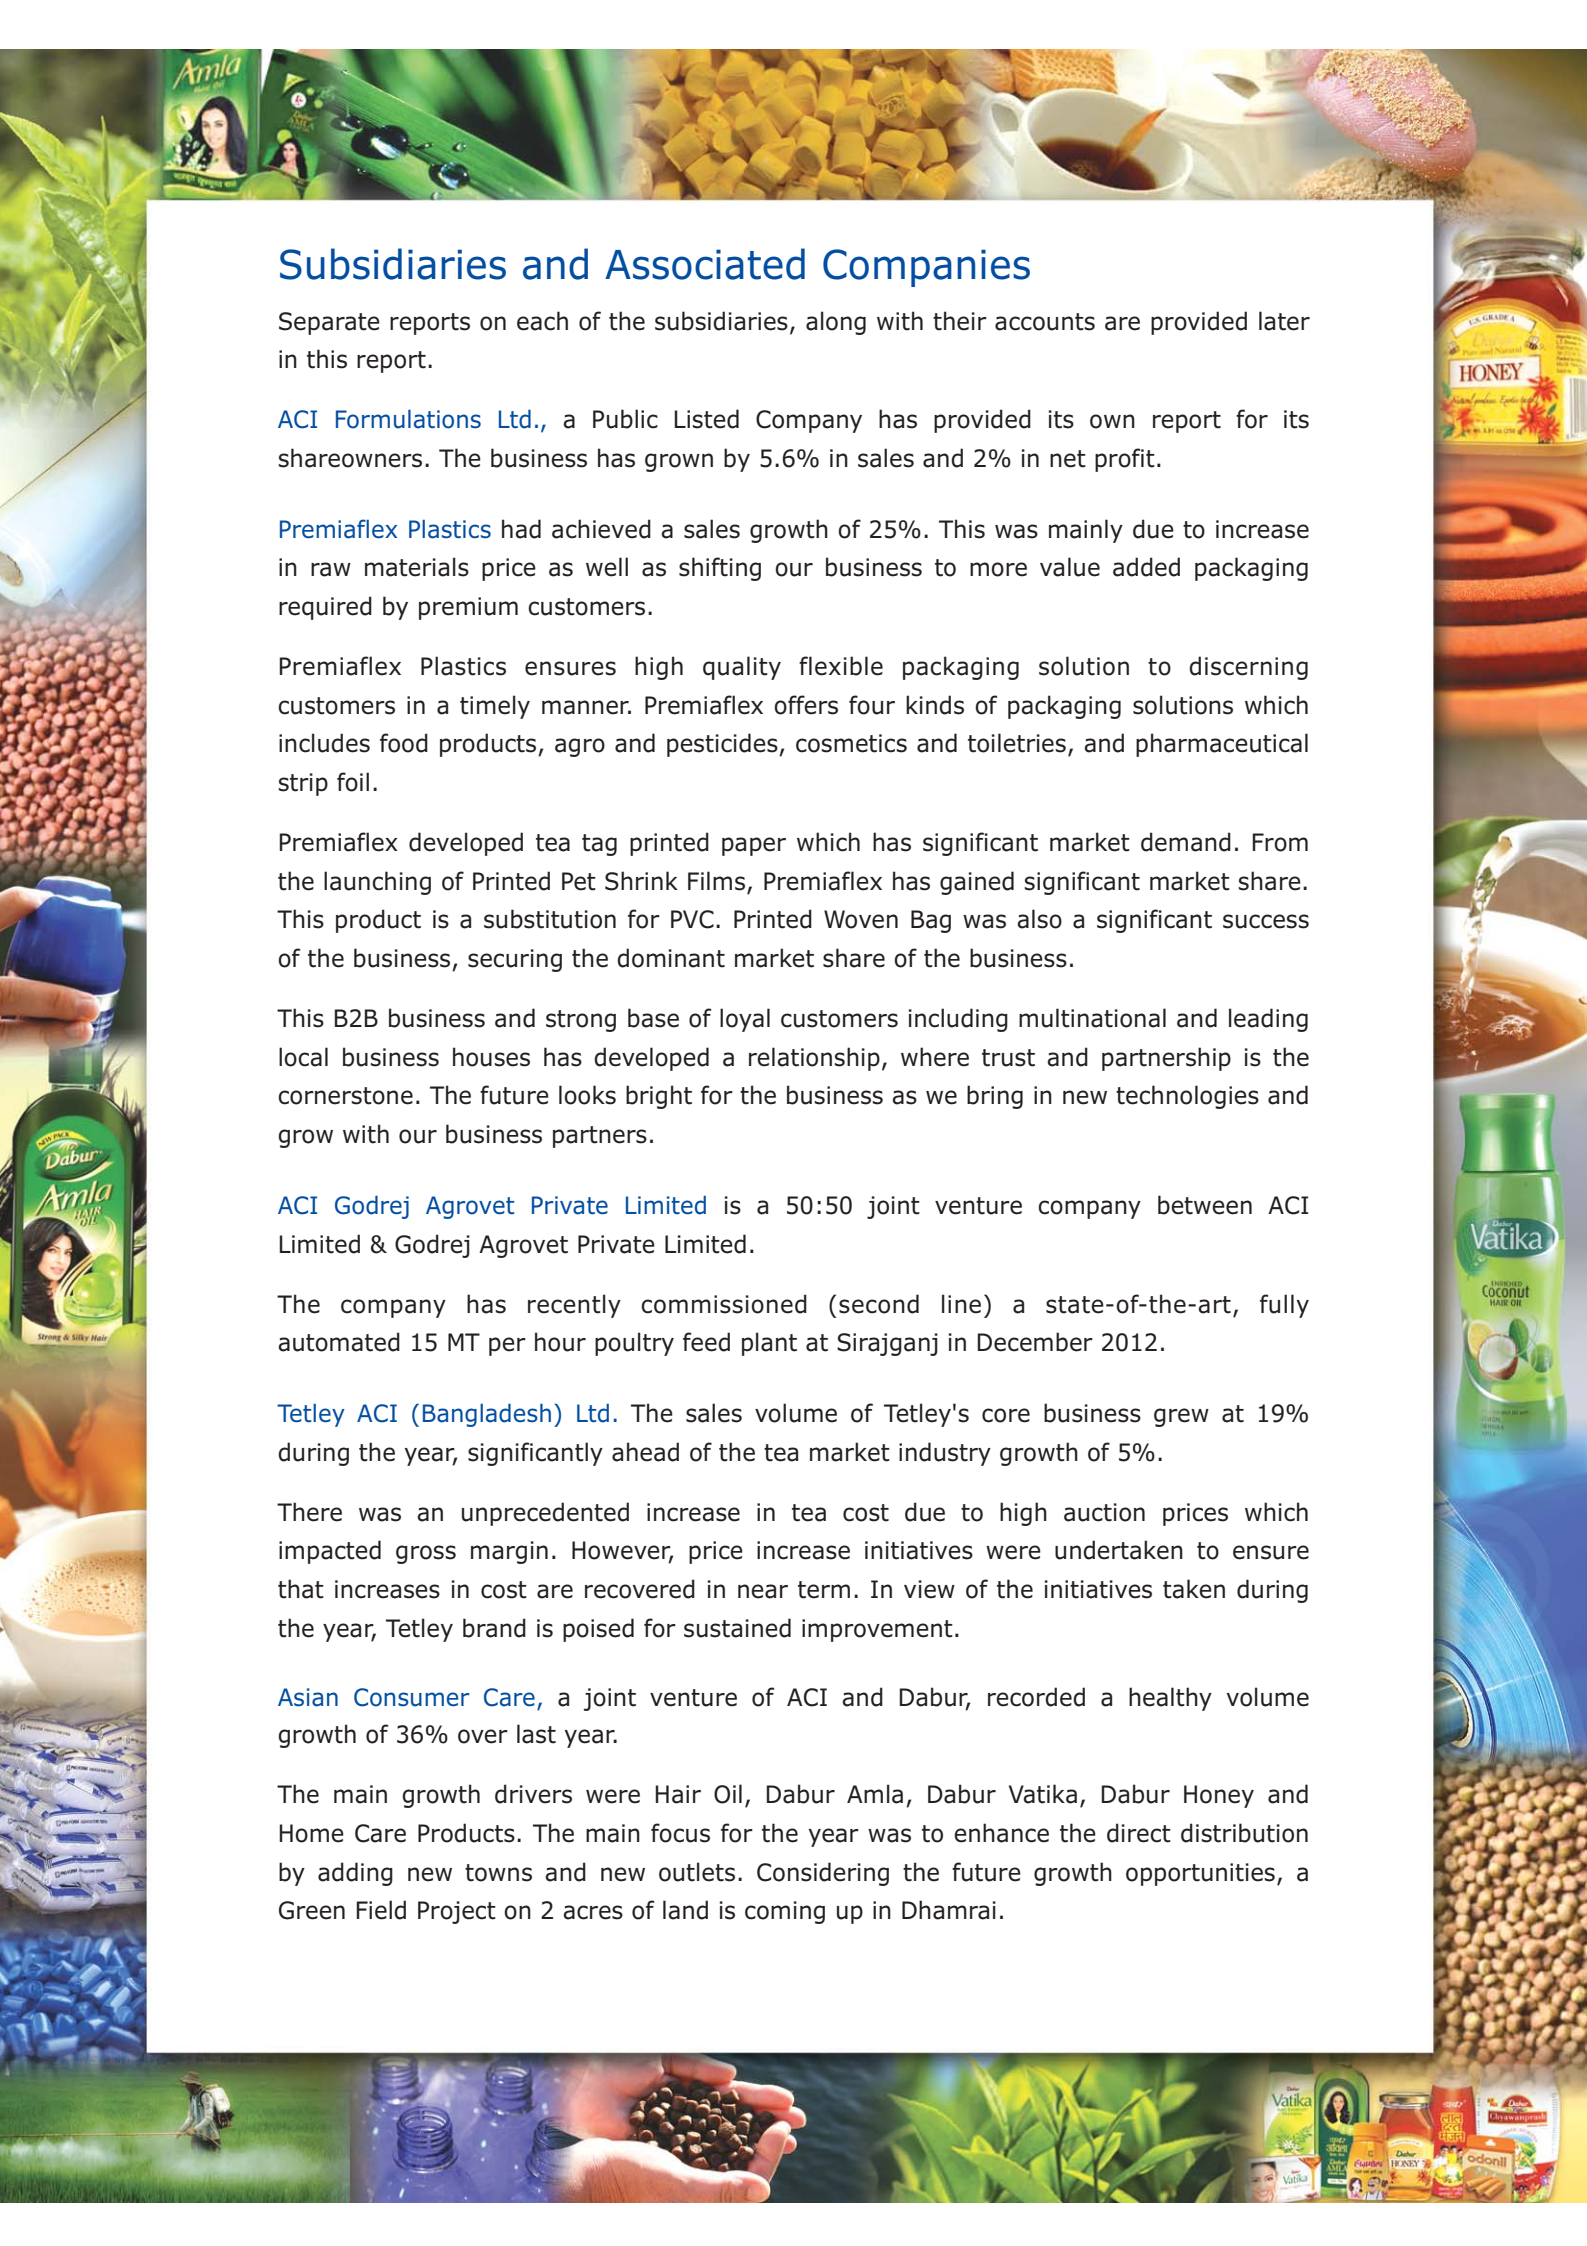 Amla
Subsidiaries and Associated Companies
Separate reports on each of the subsidiaries, along with their accounts are provided later
in this report.
ACI Formulations Ltd., a Public Listed Company has provided its own report for its
shareowners. The business has grown by 5.6% in sales and 2% in net profit.
Premiaflex Plastics had achieved a sales growth of 25%. This was mainly due to increase
in raw materials price as well as shifting our business to more value added packaging
required by premium customers.
Premiaflex Plastics ensures high quality flexible packaging solution to discerning
customers in a timely manner. Premiaflex offers four kinds of packaging solutions which
includes food products, agro and pesticides, cosmetics and toiletries, and pharmaceutical
strip foil.
Premiaflex developed tea tag printed paper which has significant market demand. From
the launching of Printed Pet Shrink Films, Premiaflex has gained significant market share.
This product is a substitution for PVC. Printed Woven Bag was also a significant success
of the business, securing the dominant market share of the business.
This B2B business and strong base of loyal customers including multinational and leading
local business houses has developed a relationship, where trust and partnership is the
cornerstone. The future looks bright for the business as we bring in new technologies and
grow with our business partners.
ACI Godrej Agrovet Private Limited is a 50:50 joint venture company between ACI
Limited & Godrej Agrovet Private Limited.
The company has recently commissioned (second line) a state-of-the-art, fully
automated 15 MT per hour poultry feed plant at Sirajganj in December 2012.
Tetley ACI (Bangladesh) Ltd. The sales volume of Tetley's core business grew at 19%
during the year, significantly ahead of the tea market industry growth of 5%.
There was an unprecedented increase in tea cost due to high auction prices which
impacted gross margin. However, price increase initiatives were undertaken to ensure
that increases in cost are recovered in near term. In view of the initiatives taken during
the year, Tetley brand is poised for sustained improvement.
Asian Consumer Care, a joint venture of ACI and Dabur, recorded a healthy volume
growth of 36% over last year.
The main growth drivers were Hair Oil, Dabur Amla, Dabur Vatika, Dabur Honey and
Home Care Products. The main focus for the year was to enhance the direct distribution
by adding new towns and new outlets. Considering the future growth opportunities, a
Green Field Project on 2 acres of land is coming up in Dhamrai.
U.S. GRADE A
Pure and Natural
HONEY
NEW PACK
Dabur
Amla
HAIR
OIL
Strong & Silky Hair
Dabur
Vatika
ENRICHED
Coconut
HAIR OIL
Vatika
Vatika
Dabur
HONEY
odonil
Dabur
Chyawanprash